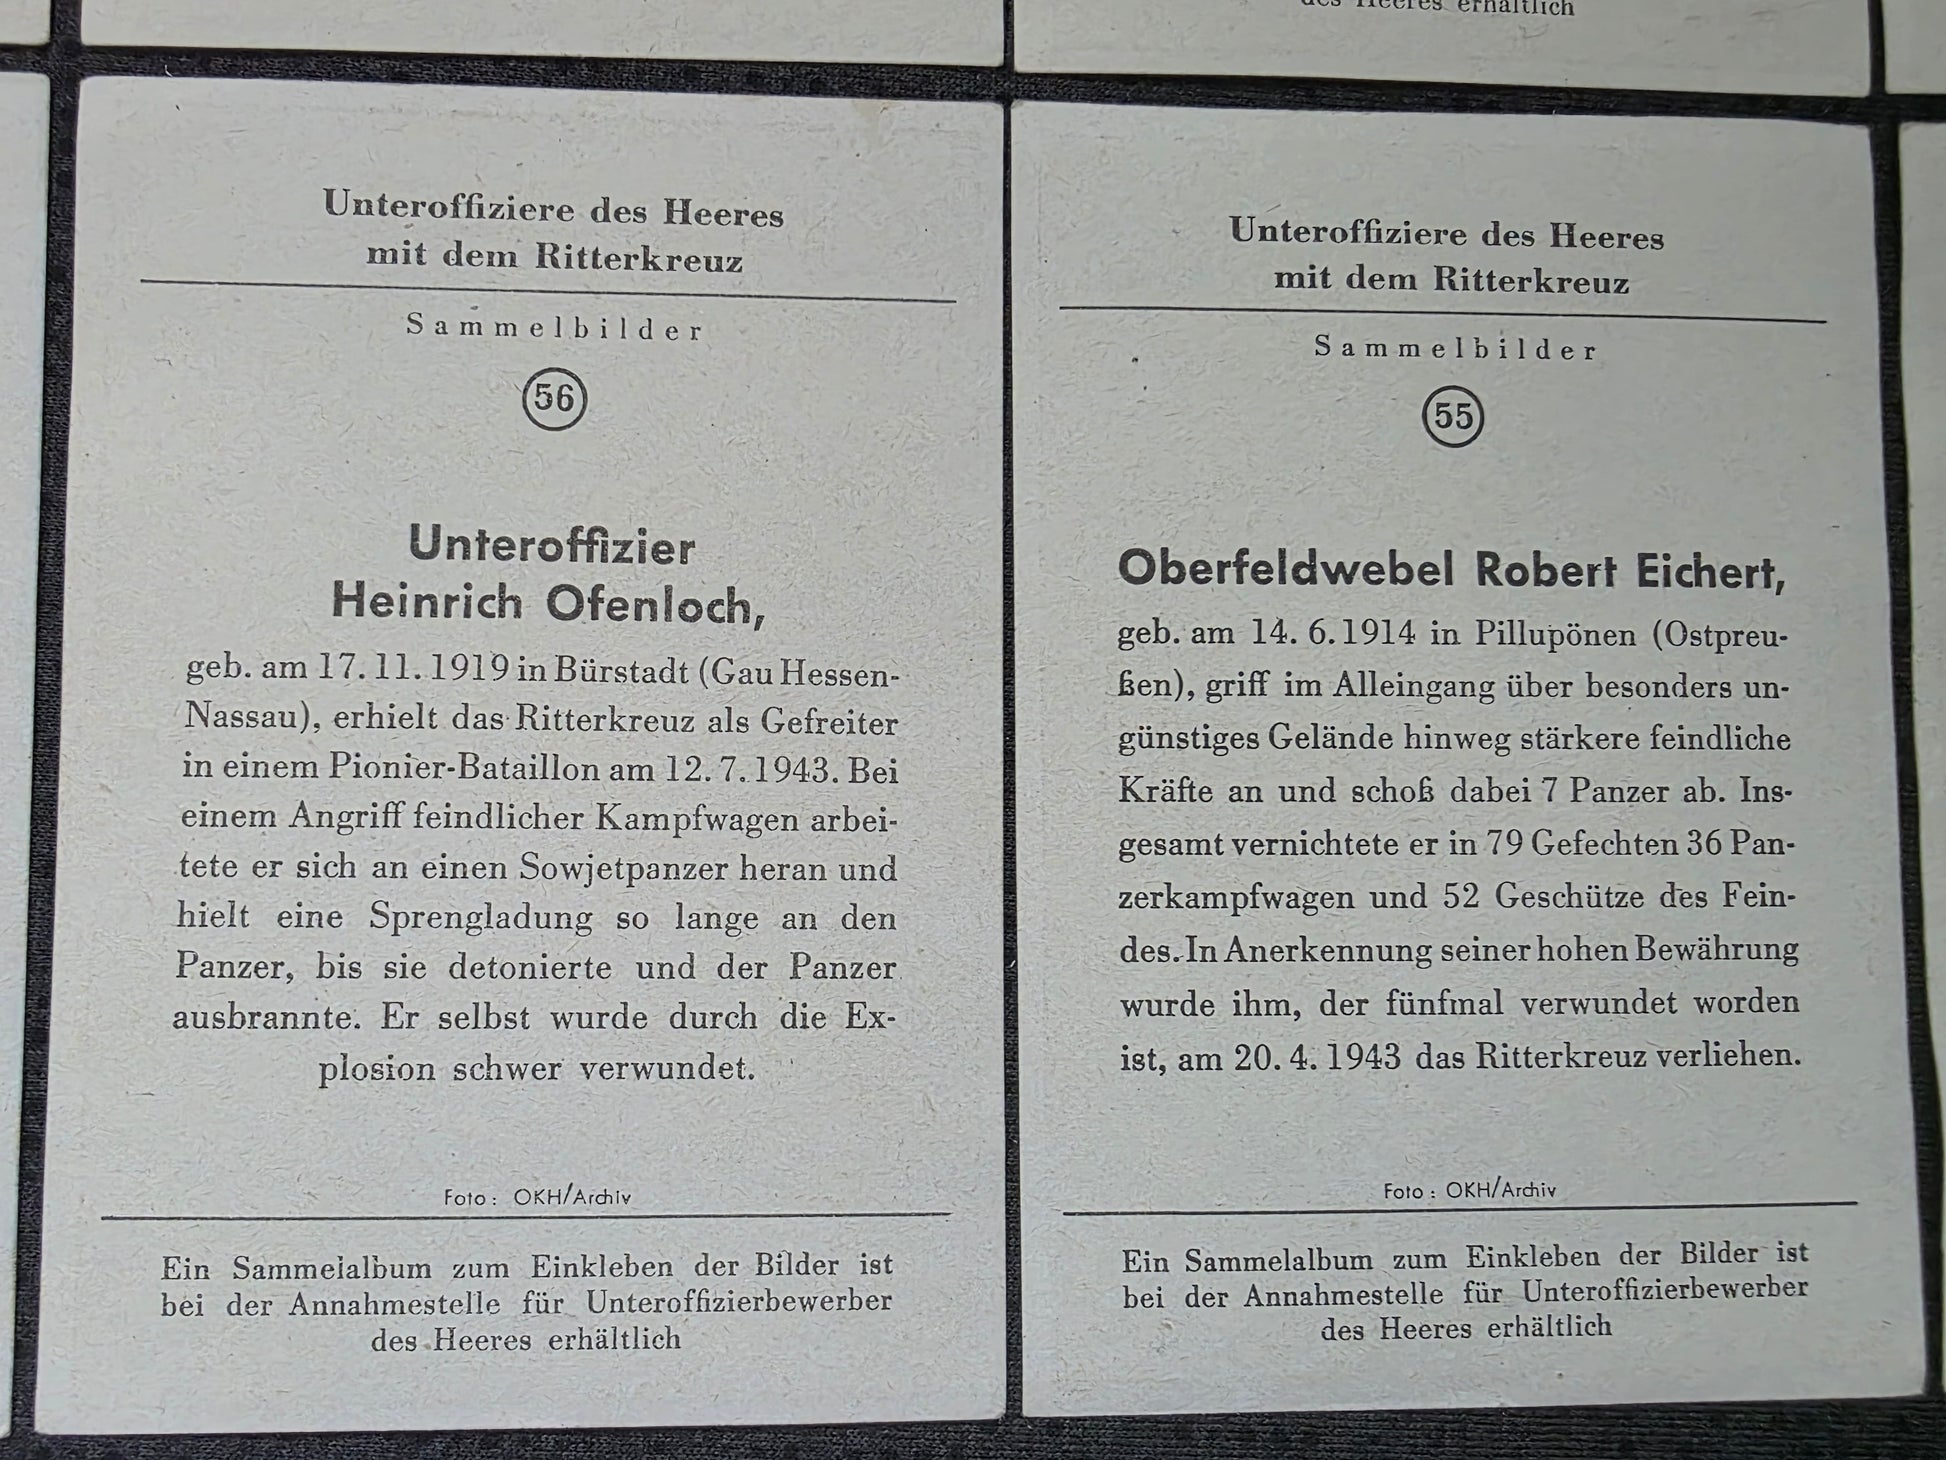 des Heeres erhältlich
Unteroffiziere des Heeres
mit dem Ritterkreuz
Sammelbilder
56
Unteroffizier
Heinrich Ofenloch,
geb. am 17. 11. 1919 in Bürstadt (Gau Hessen-
Nassau), erhielt das Ritterkreuz als Gefreiter
in einem Pionier-Bataillon am 12. 7. 1943. Bei
einem Angriff feindlicher Kampfwagen arbei-
tete er sich an einen Sowjetpanzer heran und
hielt eine Sprengladung so lange an den
Panzer, bis sie detonierte und der Panzer
ausbrannte. Er selbst wurde durch die Ex-
plosion schwer verwundet.
Foto: OKH/Archiv
Ein Sammelalbum zum Einkleben der Bilder ist
bei der Annahmestelle für Unteroffizierbewerber
des Heeres erhältlich
Unteroffiziere des Heeres
mit dem Ritterkreuz
Sammelbilder
55
Oberfeldwebel Robert Eichert,
geb. am 14. 6. 1914 in Pillupönen (Ostpreu-
ßen), griff im Alleingang über besonders un-
günstiges Gelände hinweg stärkere feindliche
Kräfte an und schoß dabei 7 Panzer ab. Ins-
gesamt vernichtete er in 79 Gefechten 36 Pan-
zerkampfwagen und 52 Geschütze des Fein-
des. In Anerkennung seiner hohen Bewährung
wurde ihm, der fünfmal verwundet worden
ist, am 20. 4. 1943 das Ritterkreuz verliehen.
Foto: OKH/Archiv
Ein Sammelalbum zum Einkleben der Bilder ist
bei der Annahmestelle für Unteroffizierbewerber
des Heeres erhältlich